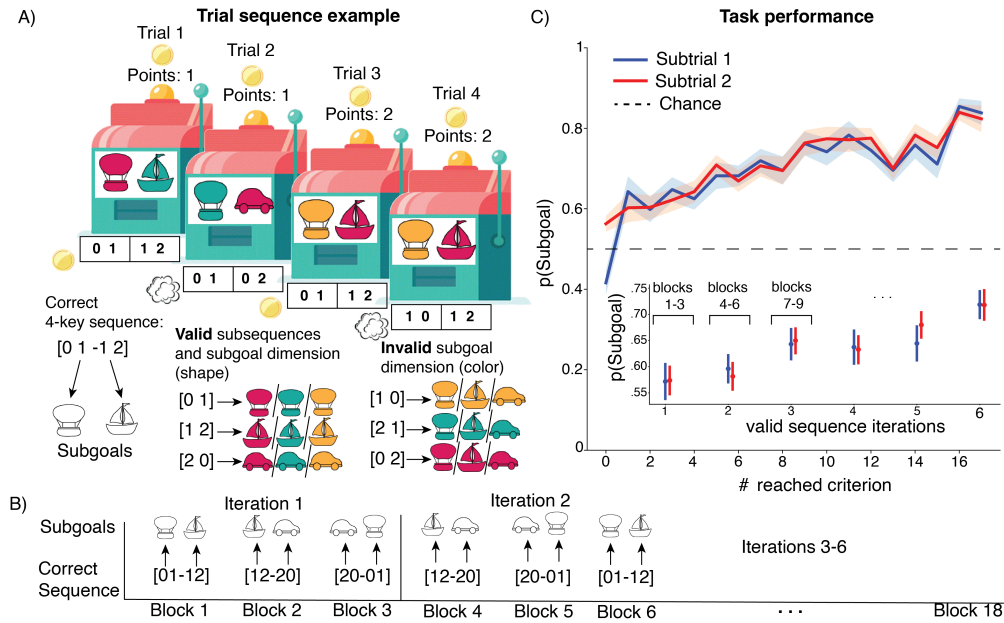 A)
Trial sequence example
Trial 1
Points: 1
Trial 2
Points: 1
Trial 3
Points: 2
Trial 4
Points: 2
0 1 1 2
0 1 0 2
0 1 1 2
1 0 1 2
Correct
4-key sequence:
[0 1 -1 2]
Subgoals
Valid subsequences
and subgoal dimension
(shape)
[0 1]
[1 2]
[2 0]
Invalid subgoal
dimension (color)
[1 0]
[2 1]
[0 2]
C)
Task performance
Subtrial 1
Subtrial 2
Chance
p(Subgoal)
1
0.8
0.6
0.4
0.2
0
0 2 4 6 8 10 12 14 16
# reached criterion
p(Subgoal)
.75
.70
.65
.60
.55
blocks
1-3
blocks
4-6
blocks
7-9
. . .
1 2 3 4 5 6
valid sequence iterations
B)
Iteration 1
Iteration 2
Subgoals
Iterations 3-6
Correct
Sequence
[01-12] [12-20] [20-01] [12-20] [20-01] [01-12]
Block 1 Block 2 Block 3 Block 4 Block 5 Block 6 . . . Block 18